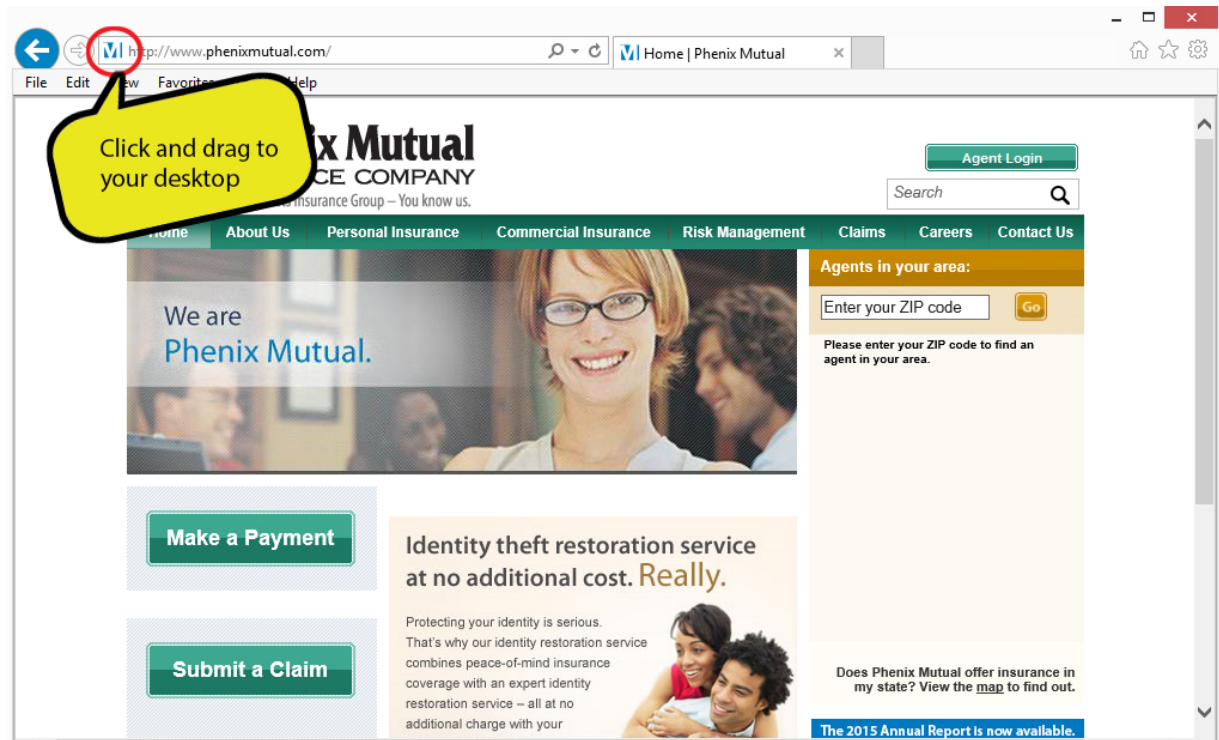 http://www.phenixmutual.com/
Home | Phenix Mutual
File Edit Favorites Help
Click and drag to
your desktop
Mutual
COMPANY
Insurance Group – You know us.
Agent Login
Search
Home About Us Personal Insurance Commercial Insurance Risk Management Claims Careers Contact Us
We are
Phenix Mutual.
Agents in your area:
Enter your ZIP code Go
Please enter your ZIP code to find an
agent in your area.
Make a Payment
Submit a Claim
Identity theft restoration service
at no additional cost. Really.
Protecting your identity is serious.
That's why our identity restoration service
combines peace-of-mind insurance
coverage with an expert identity
restoration service – all at no
additional charge with your
Does Phenix Mutual offer insurance in
my state? View the map to find out.
The 2015 Annual Report is now available.